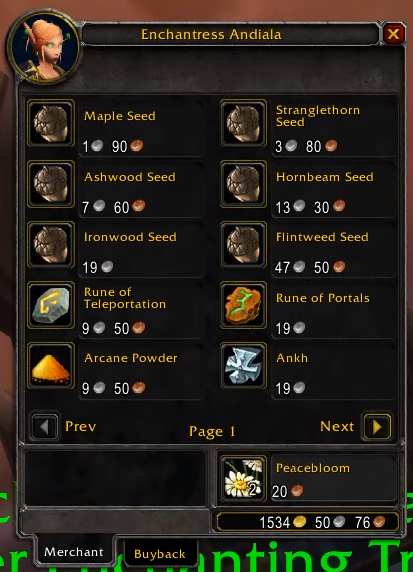 Enchantress Andiala
Maple Seed
1 90
Stranglethorn
Seed
3 80
Ashwood Seed
7 60
Hornbeam Seed
13 30
Ironwood Seed
19
Flintweed Seed
47 50
Rune of
Teleportation
9 50
Rune of Portals
19
Arcane Powder
9 50
Ankh
19
Prev
Page 1
Next
2
Peacebloom
20
1534 50 76
Merchant
Buyback
Enchanting Tr